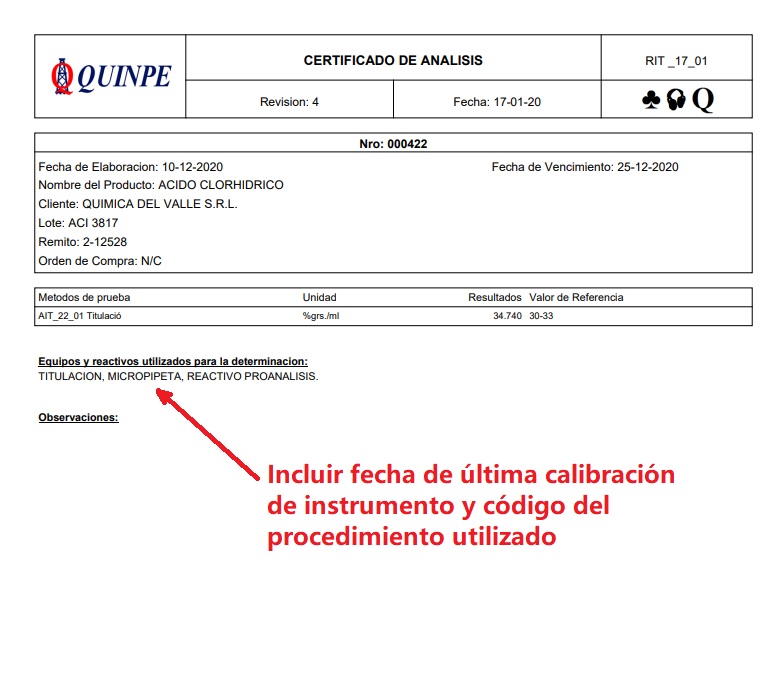 QUINPE
CERTIFICADO DE ANALISIS
RIT _17_01
Revision: 4
Fecha: 17-01-20
Q
Nro: 000422
Fecha de Elaboracion: 10-12-2020 Fecha de Vencimiento: 25-12-2020
Nombre del Producto: ACIDO CLORHIDRICO
Cliente: QUIMICA DEL VALLE S.R.L.
Lote: ACI 3817
Remito: 2-12528
Orden de Compra: N/C
Metodos de prueba Unidad Resultados Valor de Referencia
AIT_22_01 Titulació %grs./ml 34.740 30-33
Equipos y reactivos utilizados para la determinacion:
TITULACION, MICROPIPETA, REACTIVO PROANALISIS.
Observaciones:
Incluir fecha de última calibración
de instrumento y código del
procedimiento utilizado